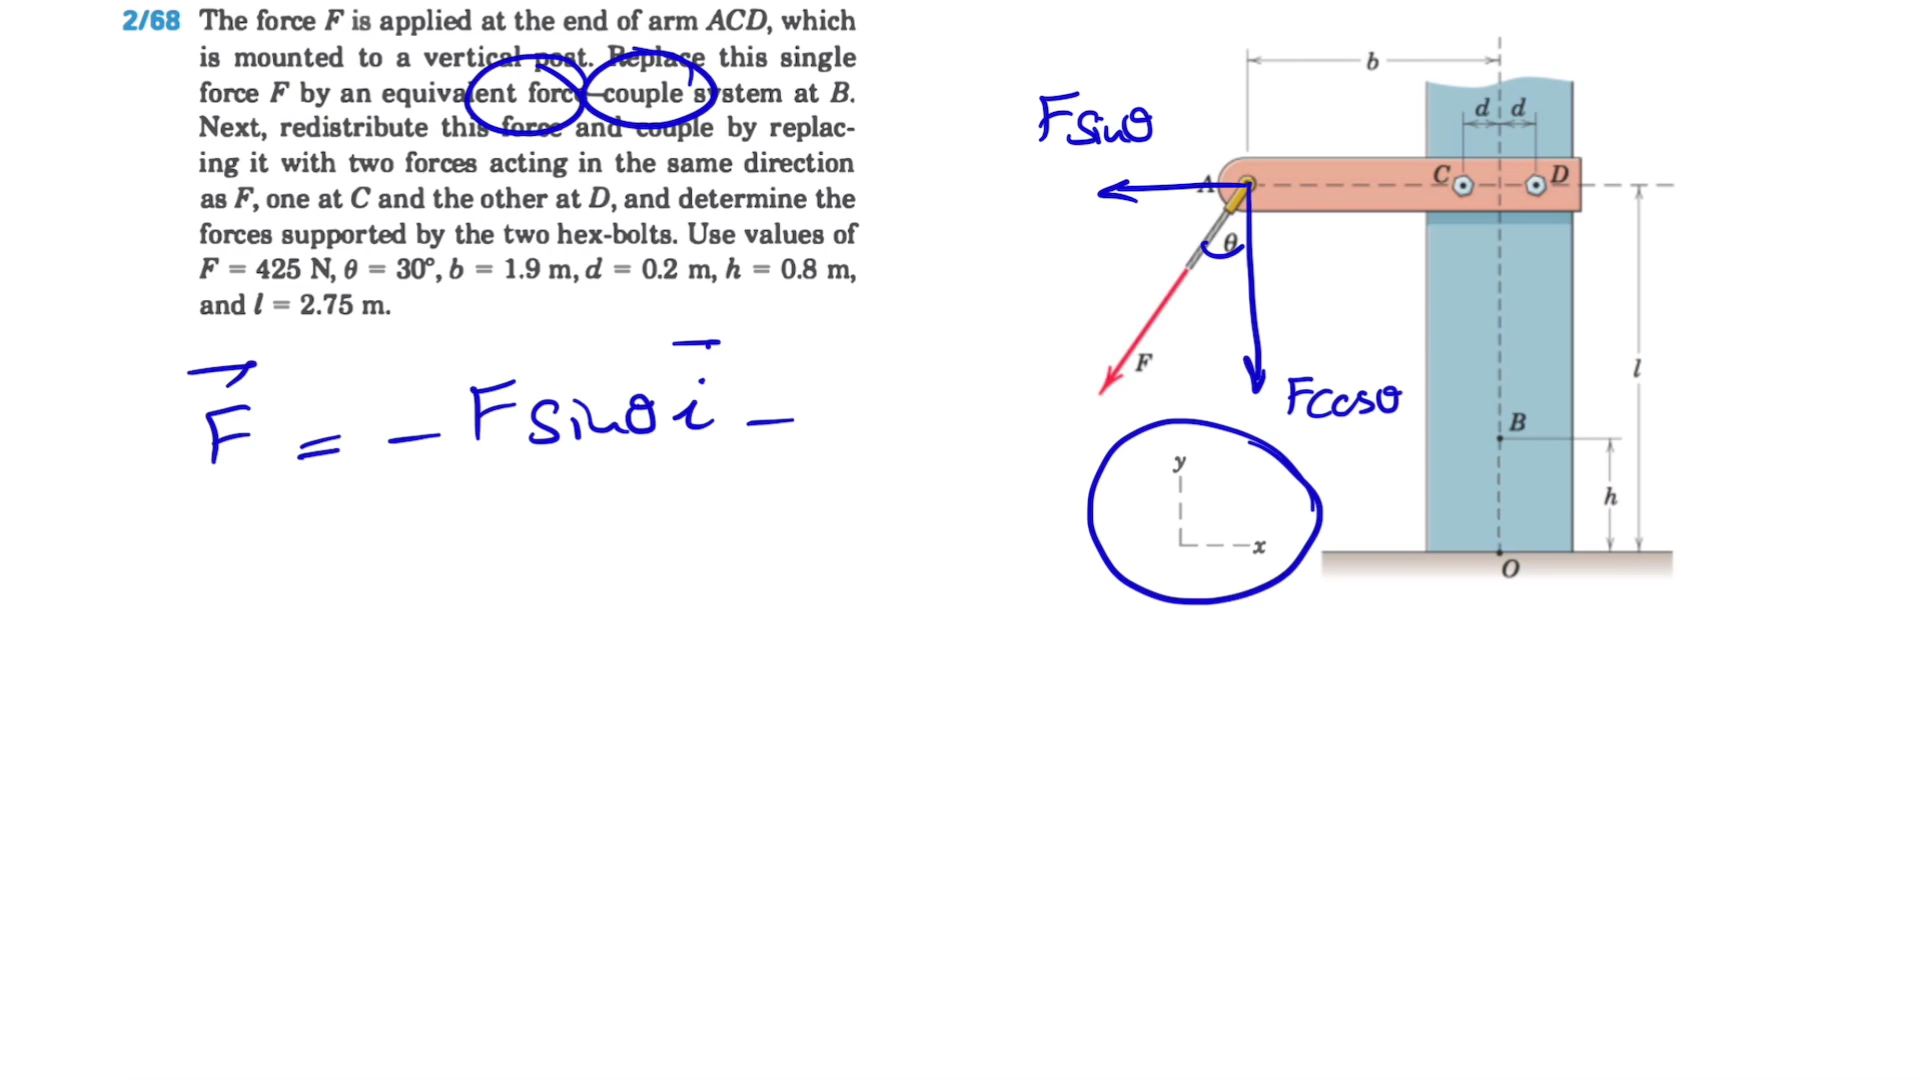 2/68 The force F is applied at the end of arm ACD, which
is mounted to a vertical post. Replace this single
force F by an equivalent force–couple system at B.
Next, redistribute this force and couple by replac-
ing it with two forces acting in the same direction
as F, one at C and the other at D, and determine the
forces supported by the two hex-bolts. Use values of
F = 425 N, θ = 30°, b = 1.9 m, d = 0.2 m, h = 0.8 m,
and l = 2.75 m.
F = - F sinθ i -
b
d d
F sinθ
A
C
D
θ
F
l
F cosθ
B
y
h
x
O